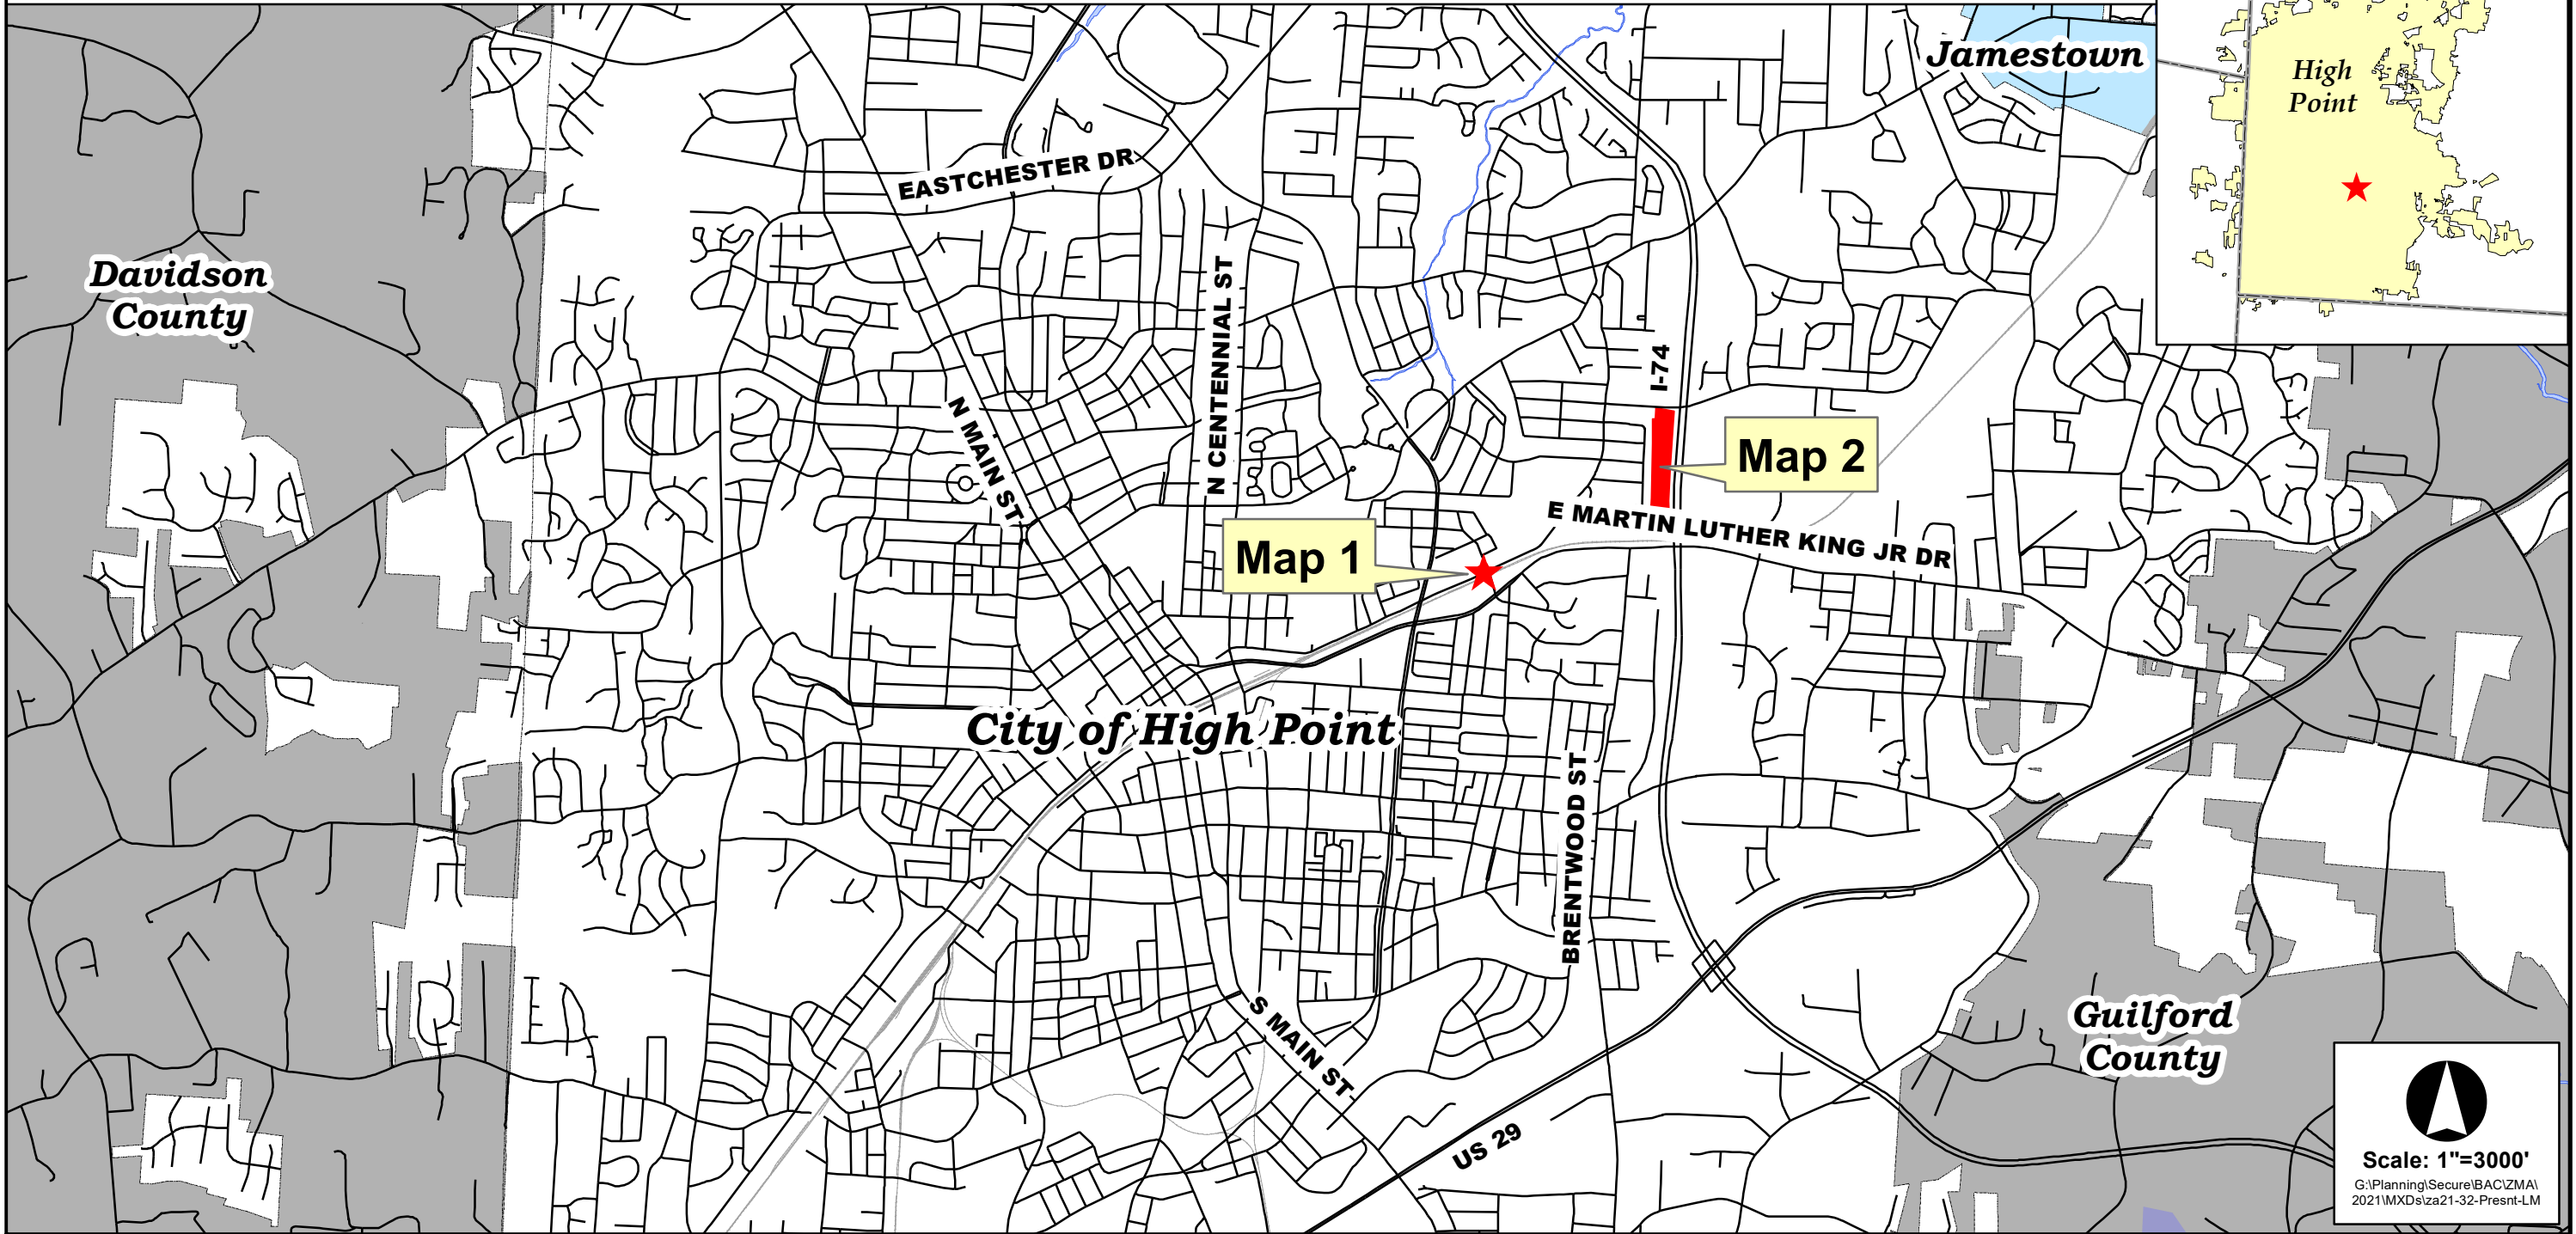 Jamestown
High
Point
EASTCHESTER DR
Davidson
County
N CENTENNIAL ST
I-74
N MAIN ST
Map 2
E MARTIN LUTHER KING JR DR
Map 1
City of High Point
BRENTWOOD ST
S MAIN ST
Guilford
County
US 29
Scale: 1"=3000'
G:\Planning\Secure\BAC\ZMA\
2021\MXDs\za21-32-Presnt-LM